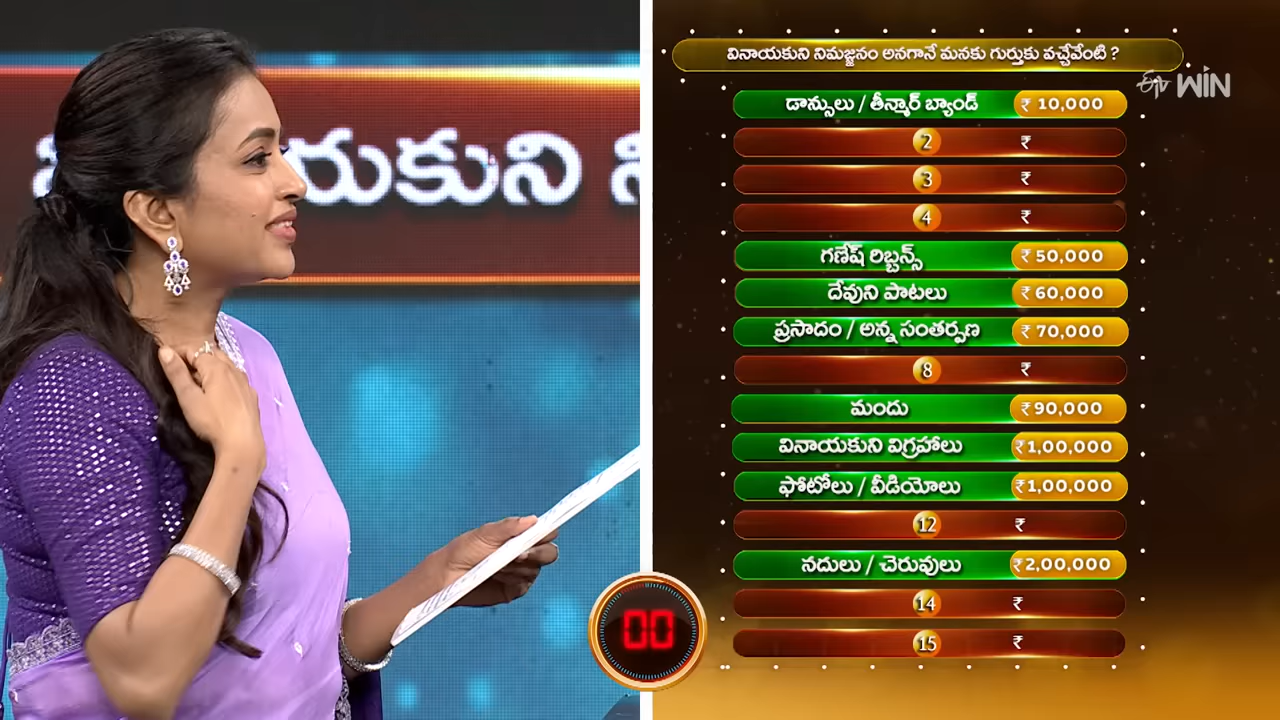 వినాయకుని నిమజ్జనం అనగానే మనకు గుర్తుకు వచ్చేవేంటి ?
ఈటీవీ WIN
డాన్సులు / తీన్మార్ బ్యాండ్ ₹ 10,000
2 ₹
3 ₹
4 ₹
గణేష్ రిబ్బన్స్ ₹ 50,000
దేవుని పాటలు ₹ 60,000
ప్రసాదం / అన్న సంతర్పణ ₹ 70,000
8 ₹
మందు ₹ 90,000
వినాయకుని విగ్రహాలు ₹1,00,000
ఫోటోలు / వీడియోలు ₹1,00,000
12 ₹
నదులు / చెరువులు ₹2,00,000
14 ₹
15 ₹
00
యకుని